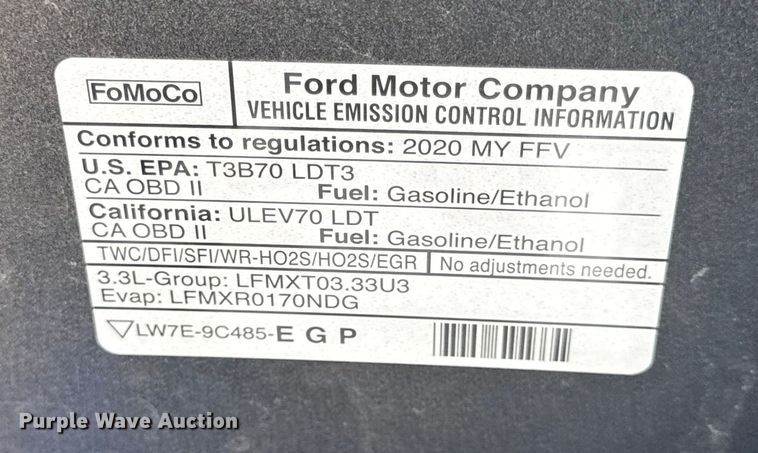 FoMoCo
Ford Motor Company
VEHICLE EMISSION CONTROL INFORMATION
Conforms to regulations: 2020 MY FFV
U.S. EPA: T3B70 LDT3
CA OBD II Fuel: Gasoline/Ethanol
California: ULEV70 LDT
CA OBD II Fuel: Gasoline/Ethanol
TWC/DFI/SFI/WR-HO2S/HO2S/EGR No adjustments needed.
3.3L-Group: LFMXT03.33U3
Evap: LFMXR0170NDG
LW7E-9C485-E G P
Purple Wave Auction